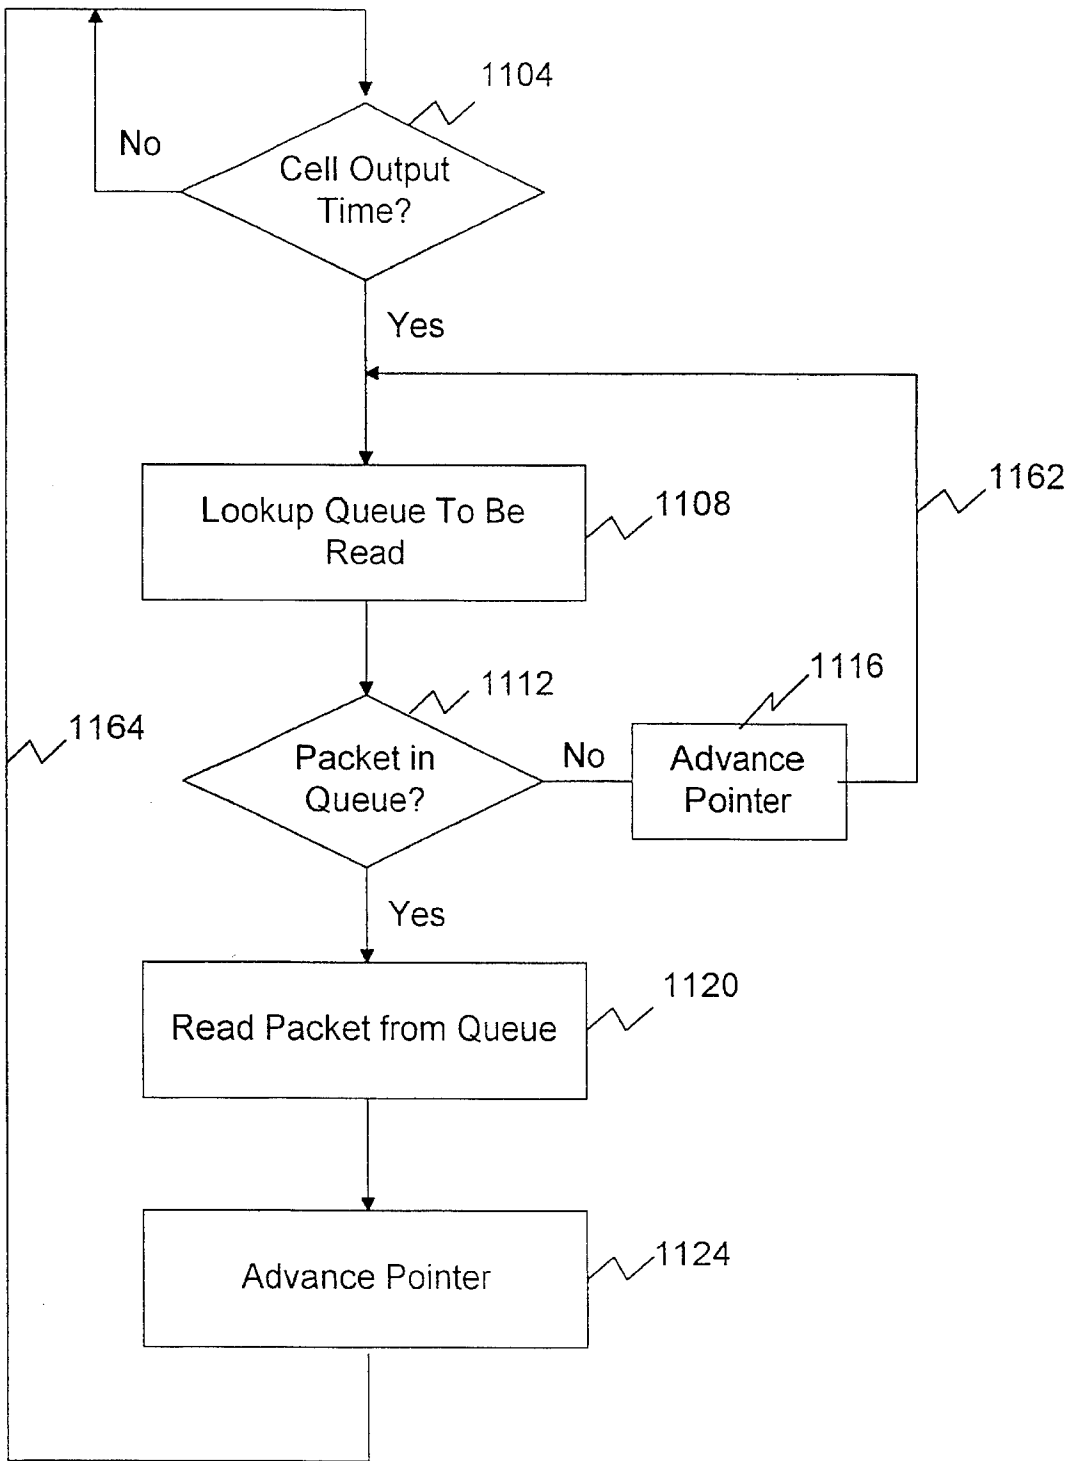 1104
No
Cell Output
Time?
Yes
1162
Lookup Queue To Be
Read
1108
1116
1112
1164
Packet in
Queue?
No
Advance
Pointer
Yes
1120
Read Packet from Queue
1124
Advance Pointer